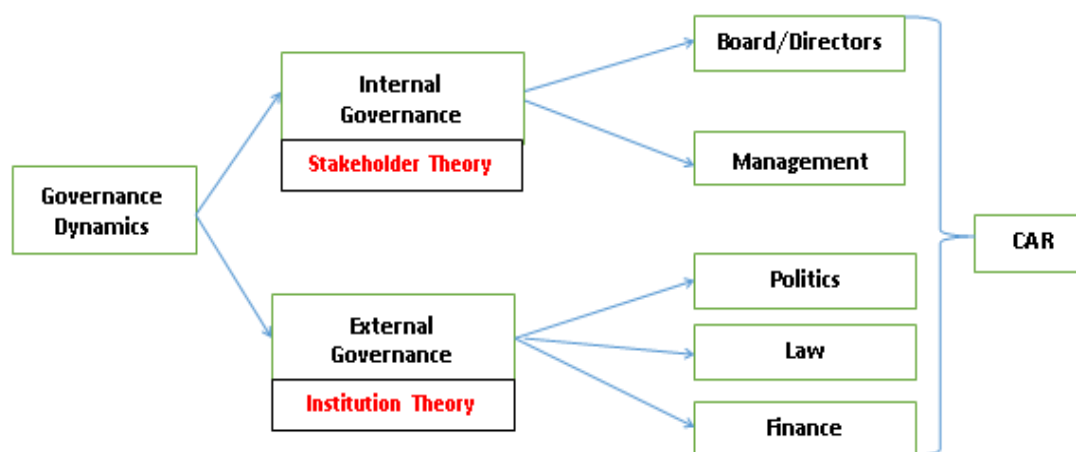 Governance
Dynamics
Internal
Governance
Stakeholder Theory
External
Governance
Institution Theory
Board/Directors
Management
Politics
Law
Finance
CAR